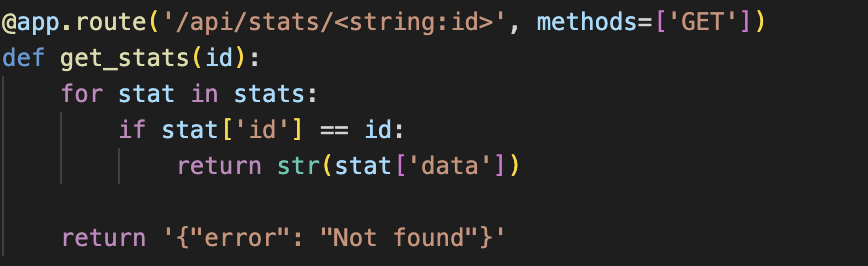 @app.route('/api/stats/<string:id>', methods=['GET'])
def get_stats(id):
    for stat in stats:
        if stat['id'] == id:
            return str(stat['data'])

    return '{"error": "Not found"}'